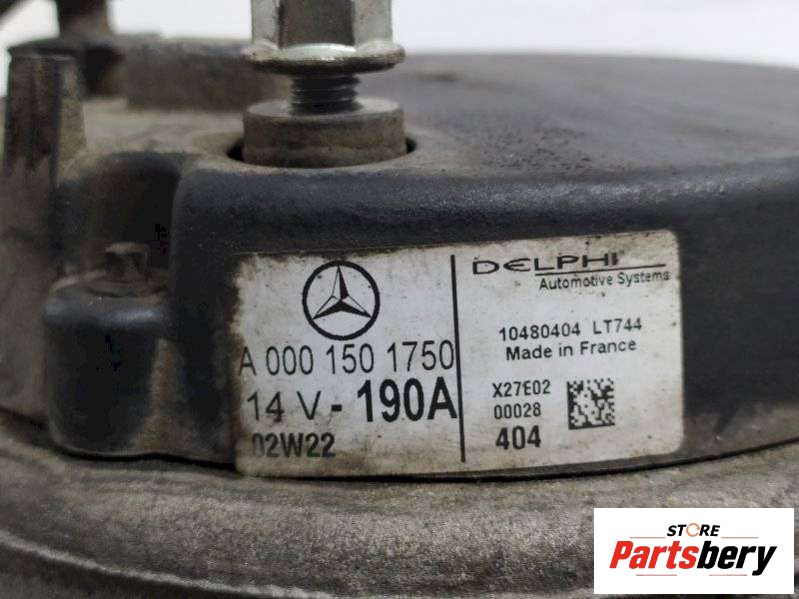 DELPHI
Automotive Systems
A 000 150 1750
14 V - 190A
02W22
10480404 LT744
Made in France
X27E02
00028
404
STORE
Partsbery